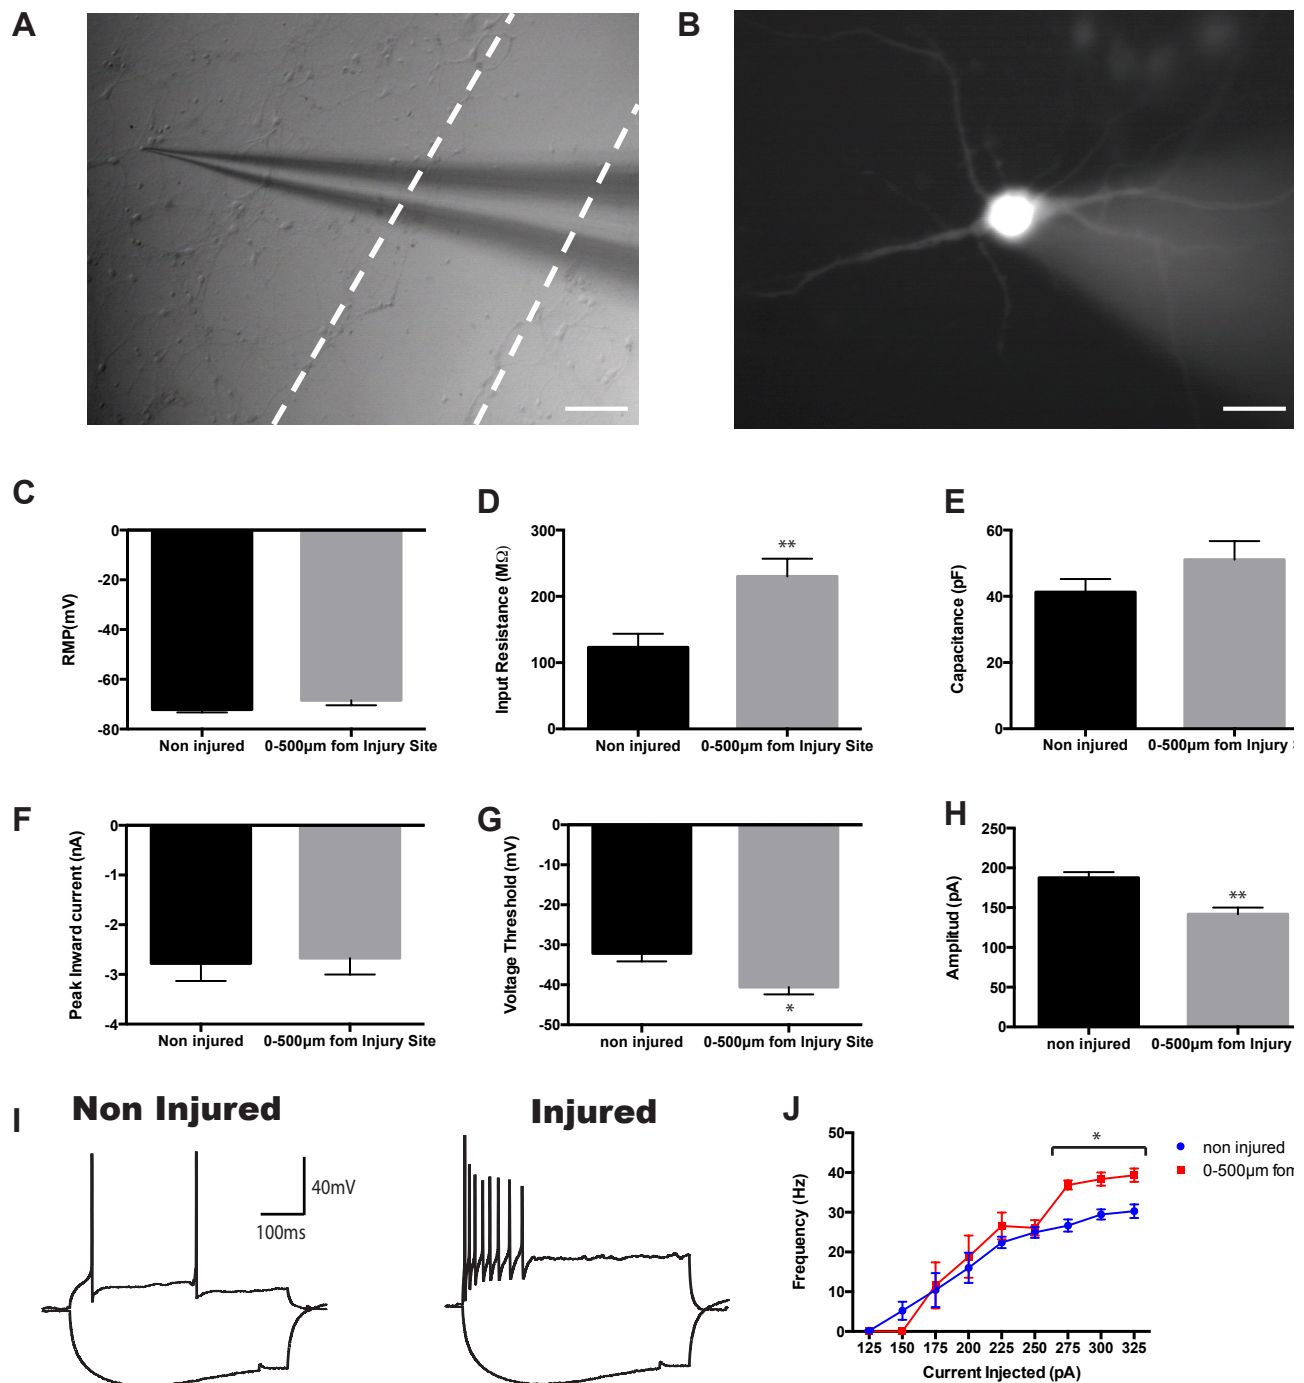 A
B
C
0
-20
-40
-60
-80
RMP(mV)
Non injured
0-500µm fom Injury Site
D
300
200
100
0
Input Resistance (MΩ)
**
Non injured
0-500µm fom Injury Site
E
60
40
20
0
Capacitance (pF)
Non injured
0-500µm fom Injury S
F
0
-1
-2
-3
-4
Peak Inward current (nA)
Non injured
0-500µm fom Injury Site
G
0
-10
-20
-30
-40
-50
Voltage Threshold (mV)
*
non injured
0-500µm fom Injury Site
H
250
200
150
100
50
0
Amplitud (pA)
**
non injured
0-500µm fom Injury
I
Non Injured
Injured
40mV
100ms
J
50
40
30
20
10
0
Frequency (Hz)
*
non injured
0-500µm fom
125 150 175 200 225 250 275 300 325
Current Injected (pA)